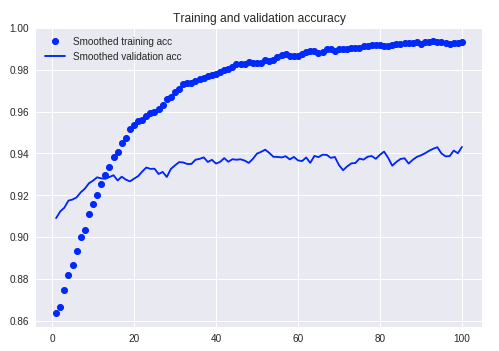 Training and validation accuracy
1.00
Smoothed training acc
Smoothed validation acc
0.98
0.96
0.94
0.92
0.90
0.88
0.86
0 20 40 60 80 100